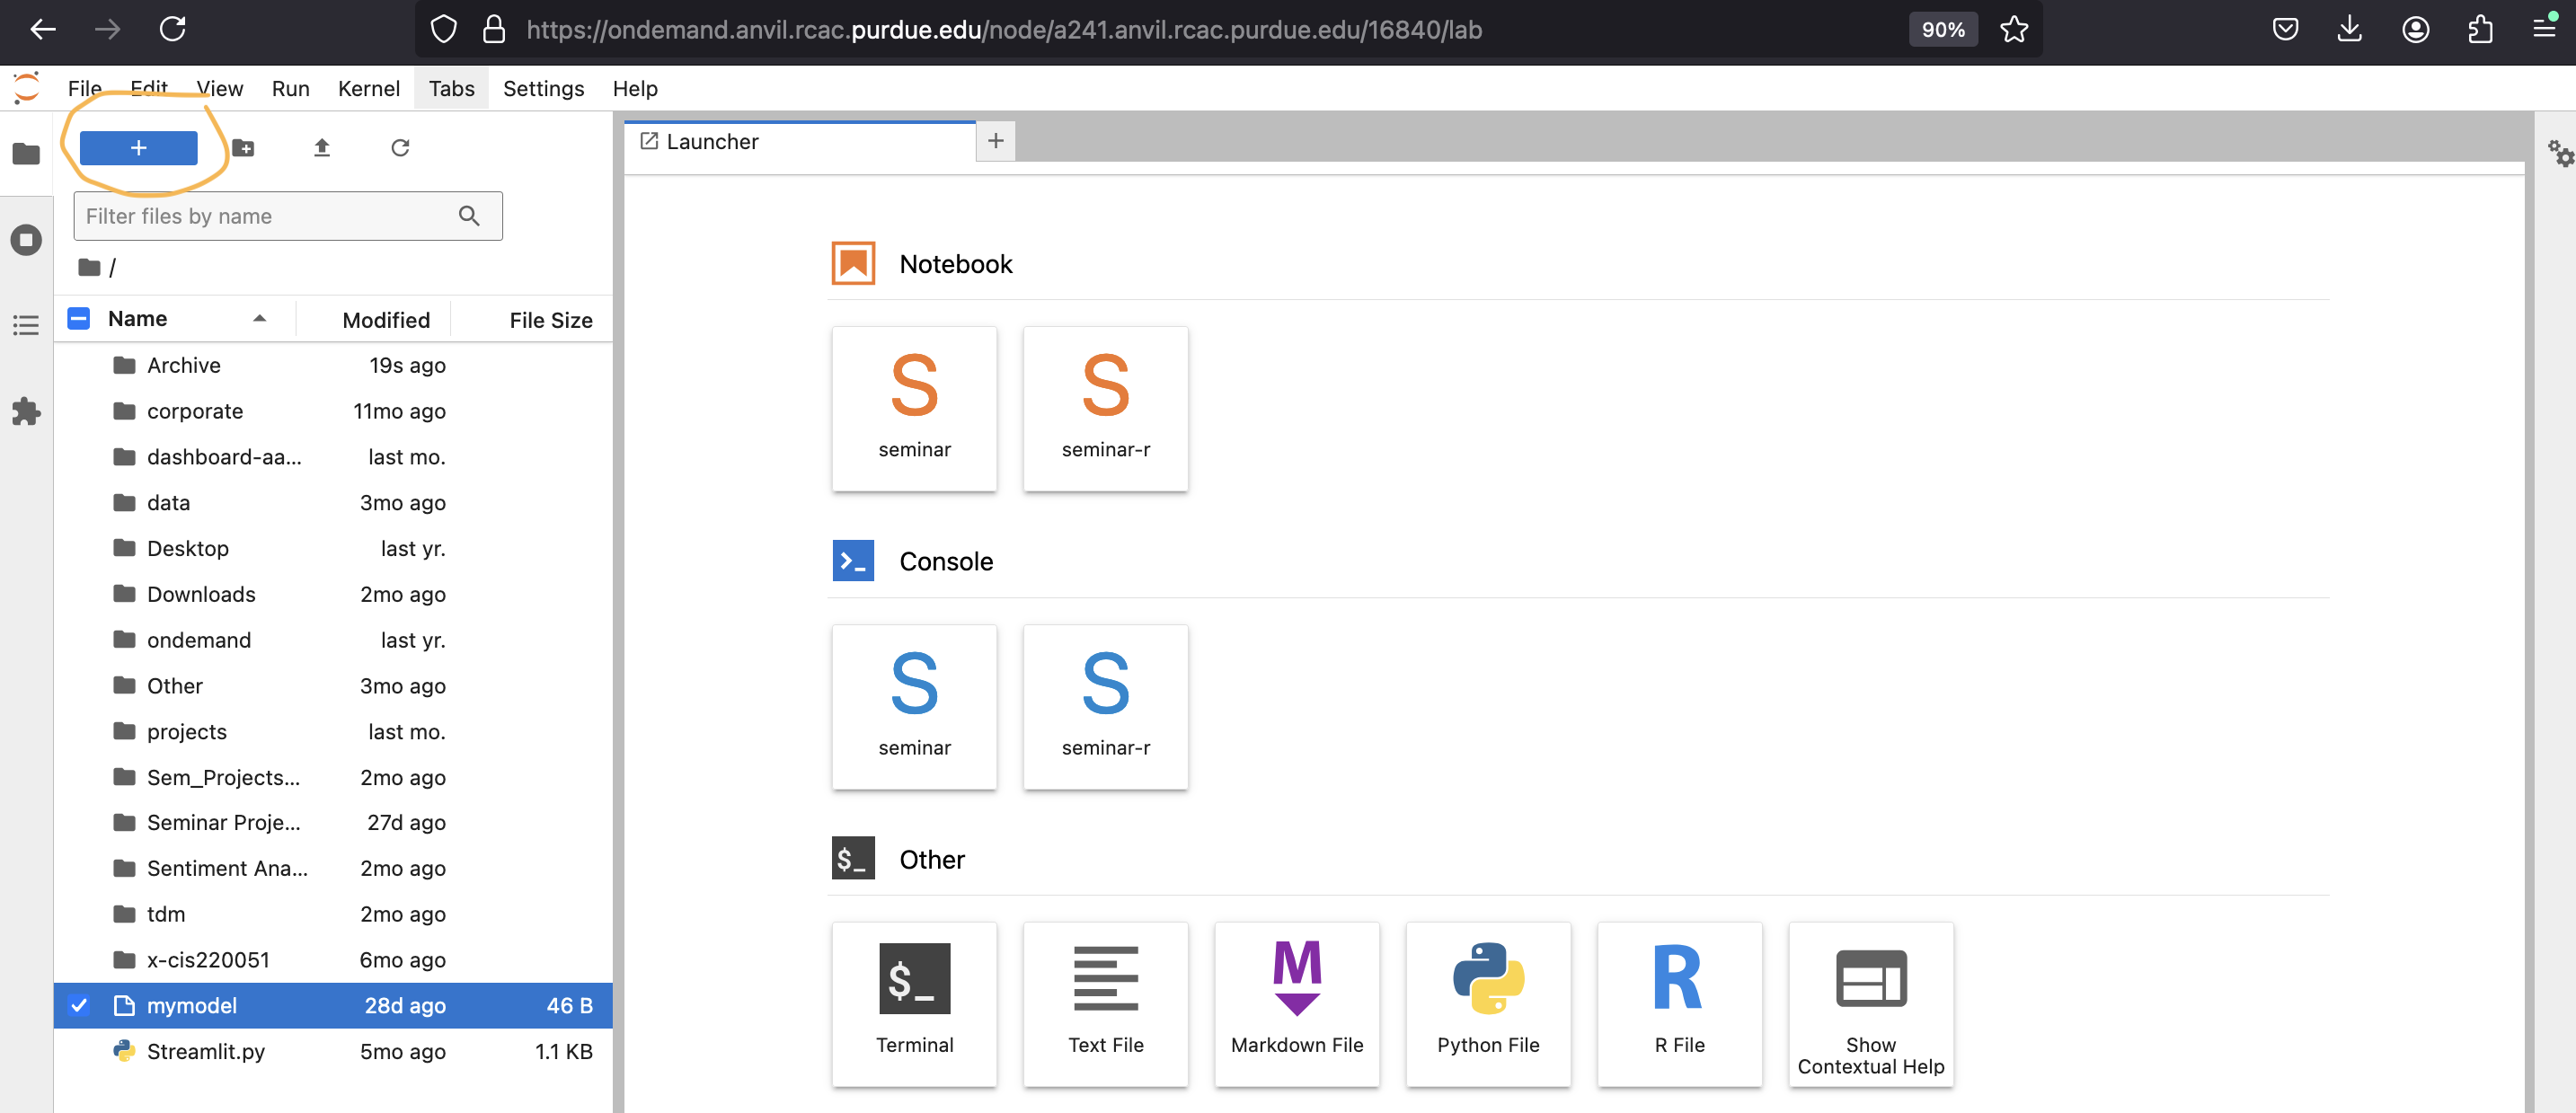 https://ondemand.anvil.rcac.purdue.edu/node/a241.anvil.rcac.purdue.edu/16840/lab 90%
File Edit View Run Kernel Tabs Settings Help
+
Filter files by name
/
Name Modified File Size
Archive 19s ago
corporate 11mo ago
dashboard-aa... last mo.
data 3mo ago
Desktop last yr.
Downloads 2mo ago
ondemand last yr.
Other 3mo ago
projects last mo.
Sem_Projects... 2mo ago
Seminar Proje... 27d ago
Sentiment Ana... 2mo ago
tdm 2mo ago
x-cis220051 6mo ago
mymodel 28d ago 46 B
Streamlit.py 5mo ago 1.1 KB
Launcher +
Notebook
S S
seminar seminar-r
>_ Console
S S
seminar seminar-r
$_ Other
$_ M R
Terminal Text File Markdown File Python File R File Show
Contextual Help